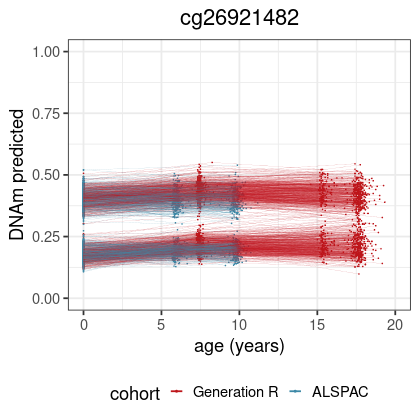 cg26921482
1.00
0.75
0.50
0.25
0.00
DNAm predicted
0 5 10 15 20
age (years)
cohort Generation R ALSPAC